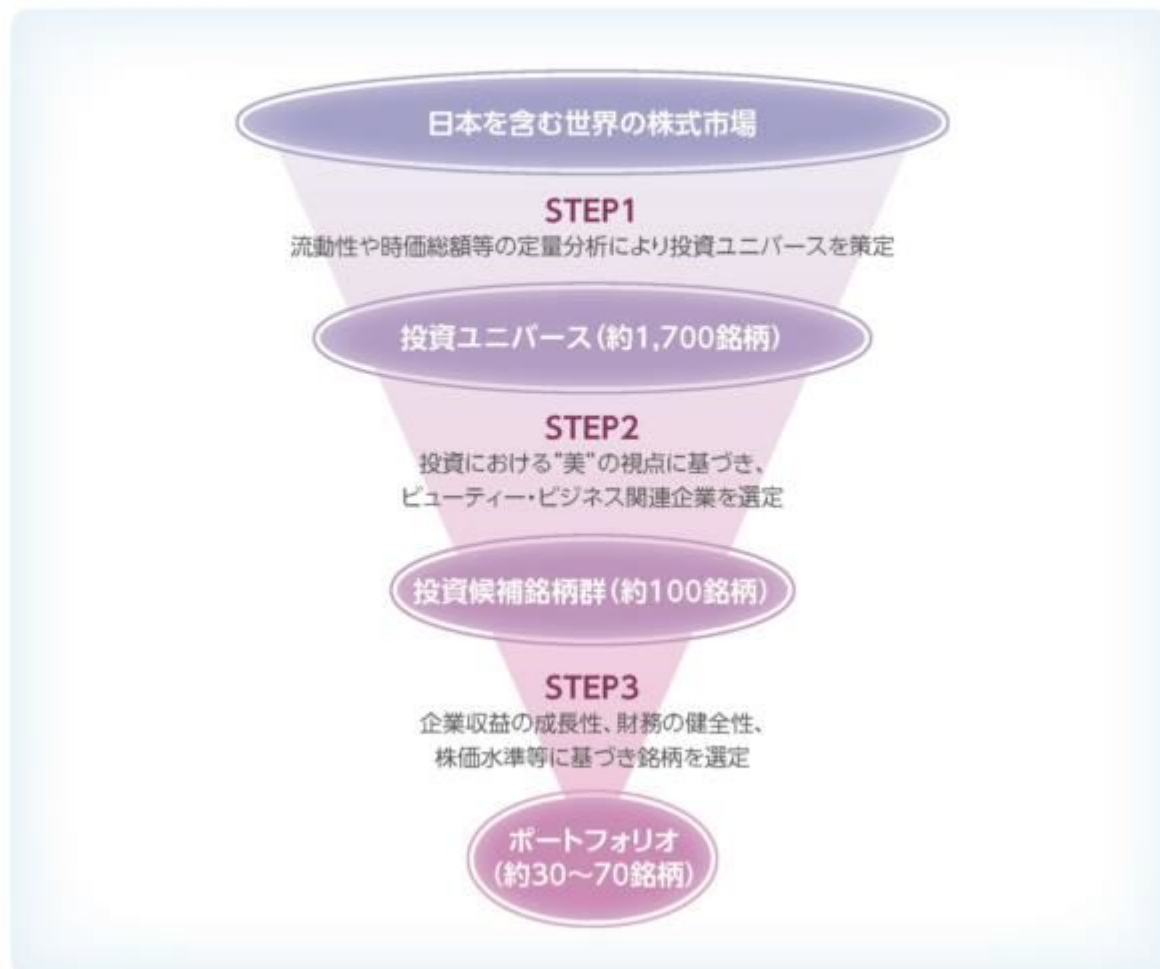 日本を含む世界の株式市場
STEP1
流動性や時価総額等の定量分析により投資ユニバースを策定
投資ユニバース(約1,700銘柄)
STEP2
投資における"美"の視点に基づき、
ビューティー・ビジネス関連企業を選定
投資候補銘柄群(約100銘柄)
STEP3
企業収益の成長性、財務の健全性、
株価水準等に基づき銘柄を選定
ポートフォリオ
(約30～70銘柄)